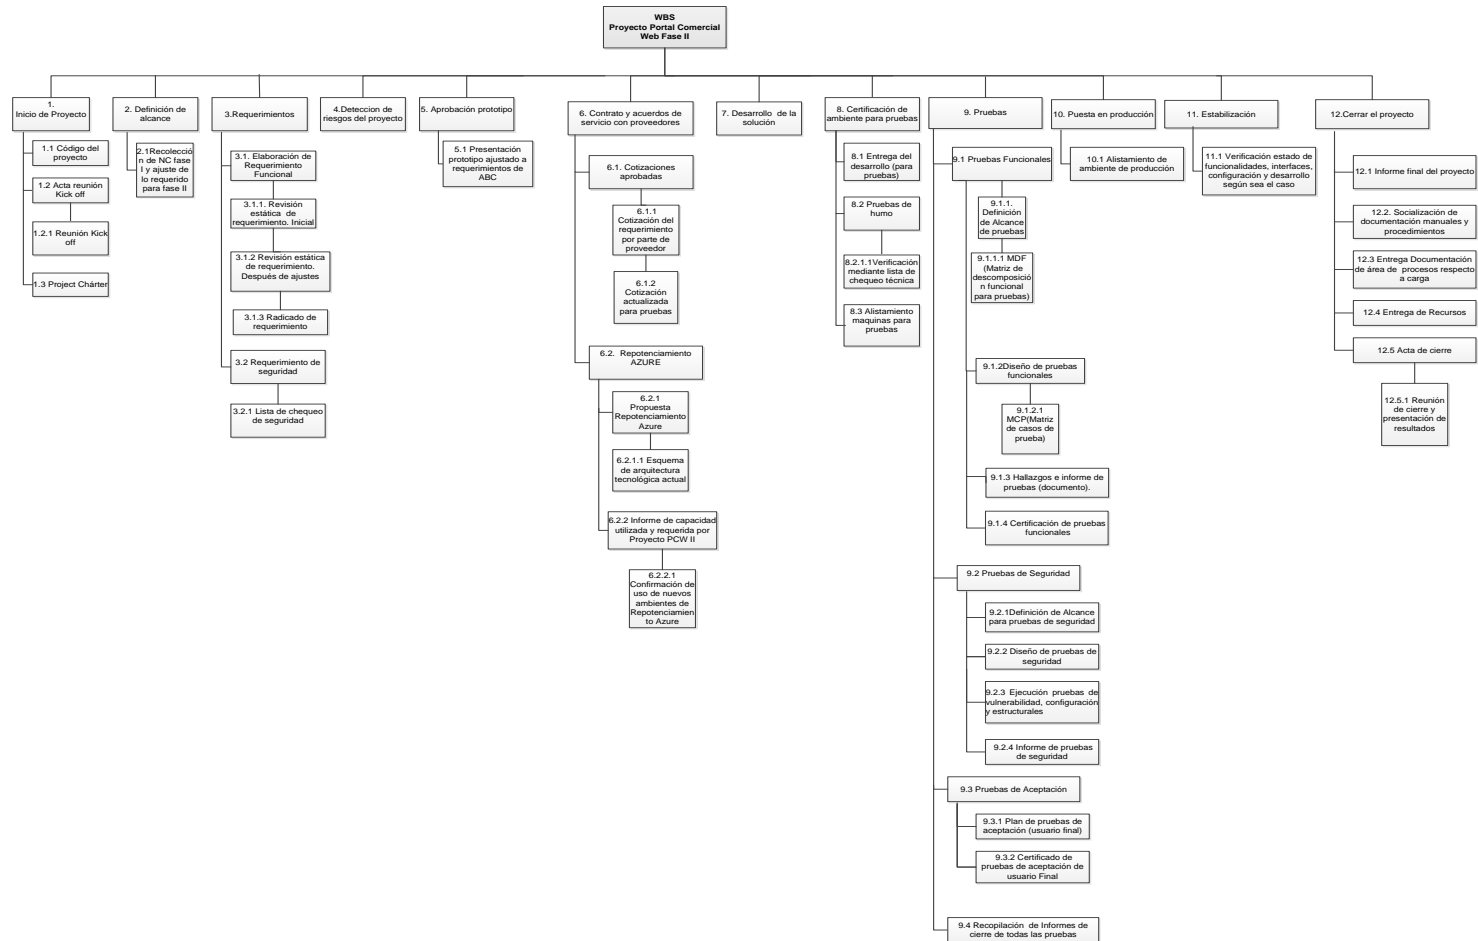 WBS
Proyecto Portal Comercial
Web Fase II
1.
Inicio de Proyecto
1.1 Código del
proyecto
1.2 Acta reunión
Kick off
1.2.1 Reunión Kick
off
1.3 Project Chárter
2. Definición de
alcance
2.1Recolecció
n de NC fase
I y ajuste de
lo requerido
para fase II
3.Requerimientos
3.1. Elaboración de
Requerimiento
Funcional
3.1.1. Revisión
estática de
requerimiento. Inicial
3.1.2 Revisión estática
de requerimiento.
Después de ajustes
3.1.3 Radicado de
requerimiento
3.2 Requerimiento de
seguridad
3.2.1 Lista de chequeo
de seguridad
4.Deteccion de
riesgos del proyecto
5. Aprobación prototipo
5.1 Presentación
prototipo ajustado a
requerimientos de
ABC
6. Contrato y acuerdos de
servicio con proveedores
6.1. Cotizaciones
aprobadas
6.1.1
Cotización del
requerimiento
por parte de
proveedor
6.1.2
Cotización
actualizada
para pruebas
6.2. Repotenciamiento
AZURE
6.2.1
Propuesta
Repotenciamiento
Azure
6.2.1.1 Esquema
de arquitectura
tecnológica actual
6.2.2 Informe de capacidad
utilizada y requerida por
Proyecto PCW II
6.2.2.1
Confirmación de
uso de nuevos
ambientes de
Repotenciamien
to Azure
7. Desarrollo de la
solución
8. Certificación de
ambiente para pruebas
8.1 Entrega del
desarrollo (para
pruebas)
8.2 Pruebas de
humo
8.2.1.1Verificación
mediante lista de
chequeo técnica
8.3 Alistamiento
maquinas para
pruebas
9. Pruebas
9.1 Pruebas Funcionales
9.1.1.
Definición
de Alcance
de pruebas
9.1.1.1 MDF
(Matriz de
descomposició
n funcional
para pruebas)
9.1.2Diseño de pruebas
funcionales
9.1.2.1
MCP(Matriz
de casos de
prueba)
9.1.3 Hallazgos e informe de
pruebas (documento).
9.1.4 Certificación de pruebas
funcionales
9.2 Pruebas de Seguridad
9.2.1Definición de Alcance
para pruebas de seguridad
9.2.2 Diseño de pruebas de
seguridad
9.2.3 Ejecución pruebas de
vulnerabilidad, configuración
y estructurales
9.2.4 Informe de pruebas
de seguridad
9.3 Pruebas de Aceptación
9.3.1 Plan de pruebas de
aceptación (usuario final)
9.3.2 Certificado de
pruebas de aceptación de
usuario Final
9.4 Recopilación de Informes de
cierre de todas las pruebas
10. Puesta en producción
10.1 Alistamiento de
ambiente de producción
11. Estabilización
11.1 Verificación estado de
funcionalidades, interfaces,
configuración y desarrollo
según sea el caso
12.Cerrar el proyecto
12.1 Informe final del proyecto
12.2. Socialización de
documentación manuales y
procedimientos
12.3 Entrega Documentación
de área de procesos respecto
a carga
12.4 Entrega de Recursos
12.5 Acta de cierre
12.5.1 Reunión
de cierre y
presentación de
resultados